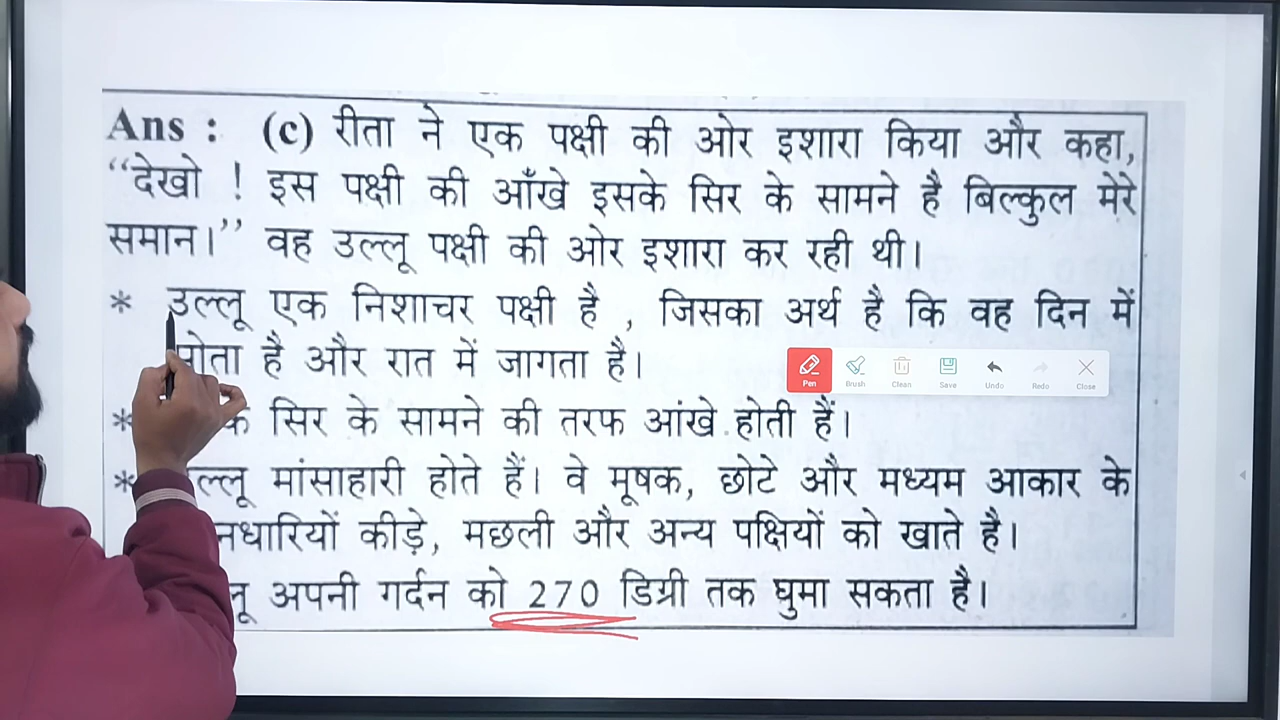 Ans : (c) रीता ने एक पक्षी की ओर इशारा किया और कहा,
“देखो ! इस पक्षी की आँखे इसके सिर के सामने है बिल्कुल मेरे
समान।” वह उल्लू पक्षी की ओर इशारा कर रही थी।
* उल्लू एक निशाचर पक्षी है , जिसका अर्थ है कि वह दिन में
सोता है और रात में जागता है।
* सिर के सामने की तरफ आंखे होती हैं।
* उल्लू मांसाहारी होते हैं। वे मूषक, छोटे और मध्यम आकार के
कीड़े, मछली और अन्य पक्षियों को खाते है।
अपनी गर्दन को 270 डिग्री तक घुमा सकता है।
Pen Brush Clean Save Undo Redo Close